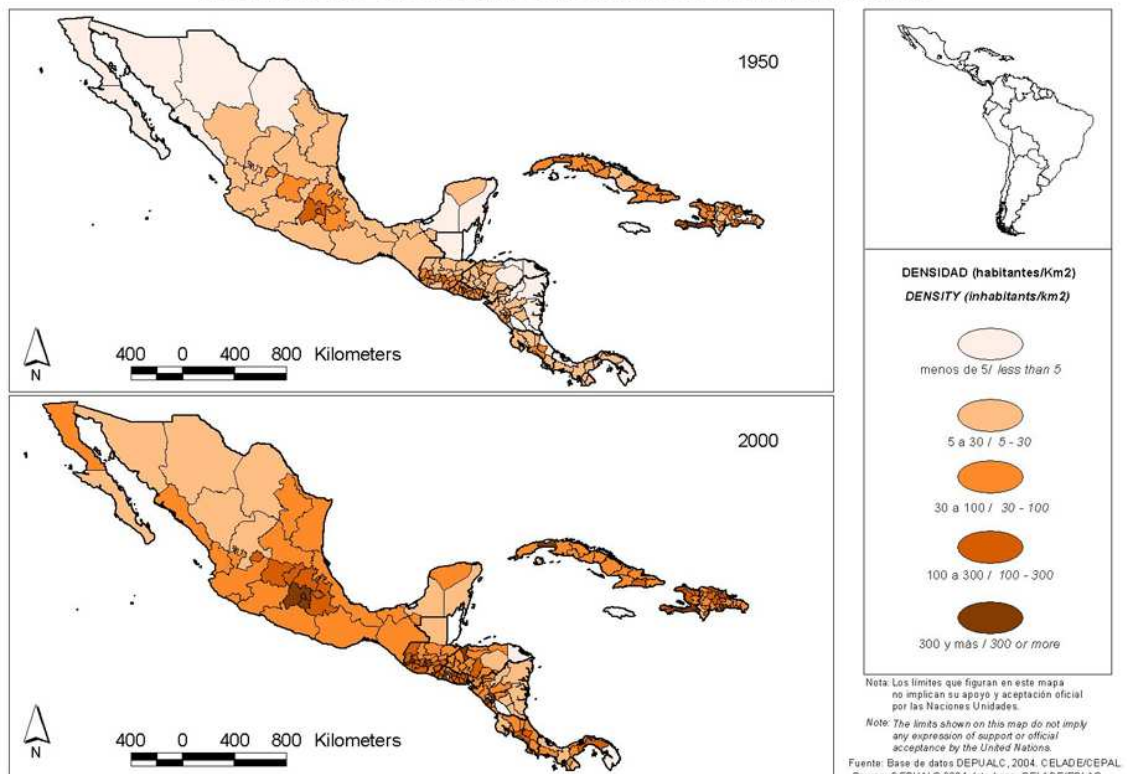 1950
400 0 400 800 Kilometers
N
2000
400 0 400 800 Kilometers
N
DENSIDAD (habitantes/Km2)
DENSITY (inhabitants/km2)
menos de 5/ less than 5
5 a 30 / 5 - 30
30 a 100 / 30 - 100
100 a 300 / 100 - 300
300 y màs / 300 or more
Nota: Los límites que figuran en este mapa
no implican su apoyo y aceptación oficial
por las Naciones Unidas.
Note: The limits shown on this map do not imply
any expression of support or official
acceptance by the United Nations.
Fuente: Base de datos DEPUALC, 2004. CELADE/CEPAL.